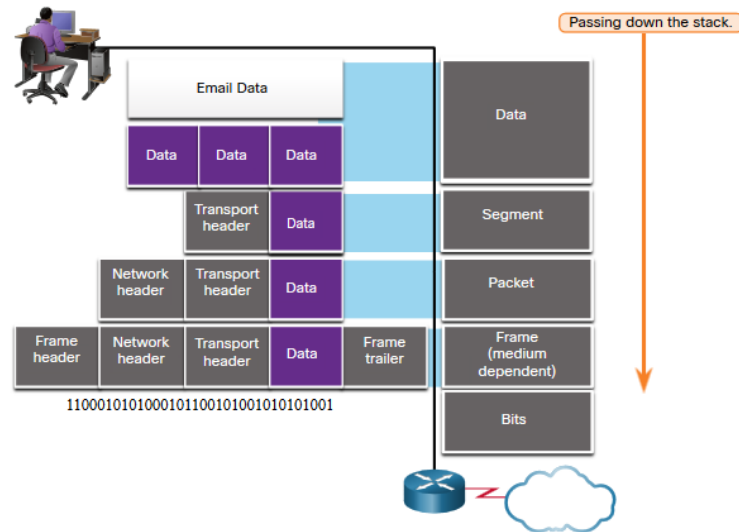 Passing down the stack.
Email Data
Data
Data
Data
Data
Transport
header
Data
Segment
Network
header
Transport
header
Data
Packet
Frame
header
Network
header
Transport
header
Data
Frame
trailer
Frame
(medium
dependent)
1100010101000101100101001010101001
Bits